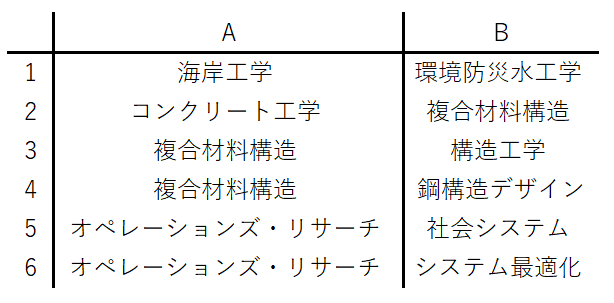 A B
1 海岸工学 環境防災水工学
2 コンクリート工学 複合材料構造
3 複合材料構造 構造工学
4 複合材料構造 鋼構造デザイン
5 オペレーションズ・リサーチ 社会システム
6 オペレーションズ・リサーチ システム最適化